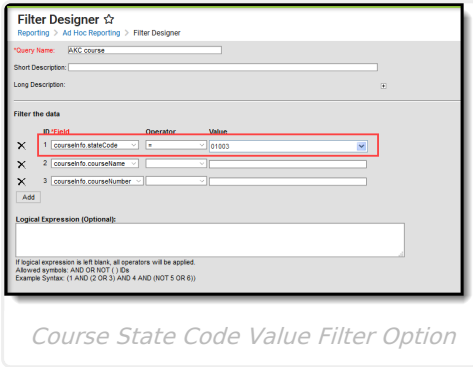 Filter Designer ☆
Reporting > Ad Hoc Reporting > Filter Designer
*Query Name: AKC course
Short Description:
Long Description:
Filter the data
ID *Field Operator Value
1 courseInfo.stateCode = 01003
2 courseInfo.courseName
3 courseInfo.courseNumber
Add
Logical Expression (Optional):
If logical expression is left blank, all operators will be applied.
Allowed symbols: AND OR NOT ( ) IDs
Example Syntax: (1 AND (2 OR 3) AND 4 AND (NOT 5 OR 6))
Course State Code Value Filter Option